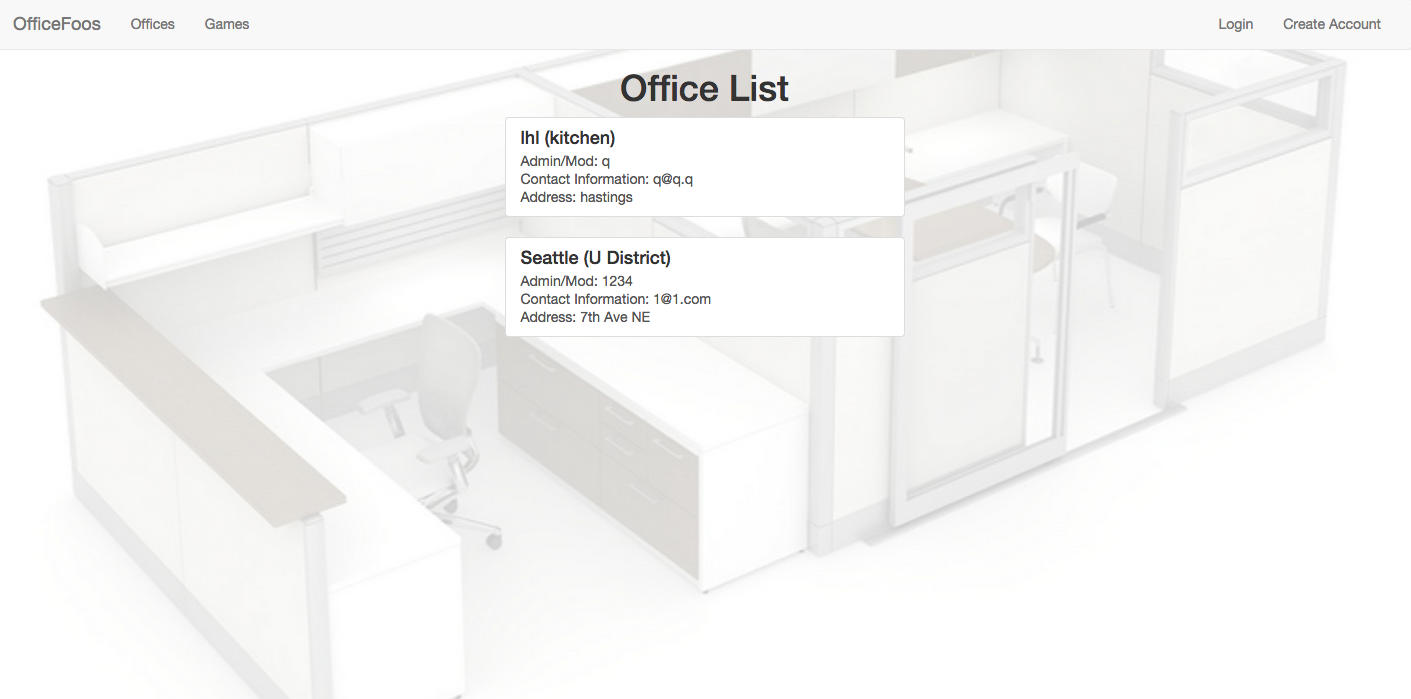 OfficeFoos Offices Games Login Create Account
Office List
Ihl (kitchen)
Admin/Mod: q
Contact Information: q@q.q
Address: hastings
Seattle (U District)
Admin/Mod: 1234
Contact Information: 1@1.com
Address: 7th Ave NE